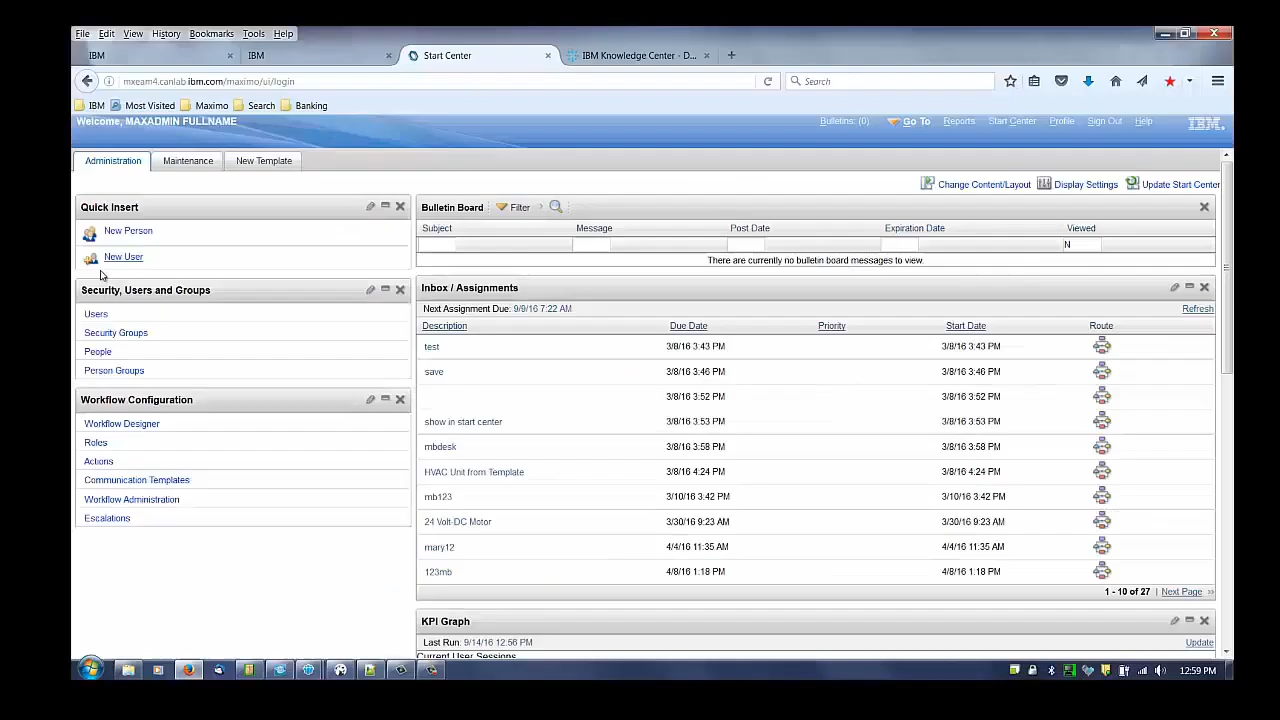 File Edit View History Bookmarks Tools Help
IBM × IBM × Start Center × IBM Knowledge Center - D... × +
mxeam4.canlab.ibm.com/maximo/ui/login Search
IBM Most Visited Maximo Search Banking
Welcome, MAXADMIN FULLNAME Bulletins: (0) Go To Reports Start Center Profile Sign Out Help IBM.
Administration Maintenance New Template
Change Content/Layout Display Settings Update Start Center
Quick Insert
New Person
New User
Security, Users and Groups
Users
Security Groups
People
Person Groups
Workflow Configuration
Workflow Designer
Roles
Actions
Communication Templates
Workflow Administration
Escalations
Bulletin Board Filter
Subject Message Post Date Expiration Date Viewed
N
There are currently no bulletin board messages to view.
Inbox / Assignments
Next Assignment Due: 9/9/16 7:22 AM Refresh
Description Due Date Priority Start Date Route
test 3/8/16 3:43 PM 3/8/16 3:43 PM
save 3/8/16 3:46 PM 3/8/16 3:46 PM
3/8/16 3:52 PM 3/8/16 3:52 PM
show in start center 3/8/16 3:53 PM 3/8/16 3:53 PM
mbdesk 3/8/16 3:58 PM 3/8/16 3:58 PM
HVAC Unit from Template 3/8/16 4:24 PM 3/8/16 4:24 PM
mb123 3/10/16 3:42 PM 3/10/16 3:42 PM
24 Volt-DC Motor 3/30/16 9:23 AM 3/30/16 9:23 AM
mary12 4/4/16 11:35 AM 4/4/16 11:35 AM
123mb 4/8/16 1:18 PM 4/8/16 1:18 PM
1 - 10 of 27 | Next Page
KPI Graph
Last Run: 9/14/16 12:56 PM Update
Current User Sessions
12:59 PM